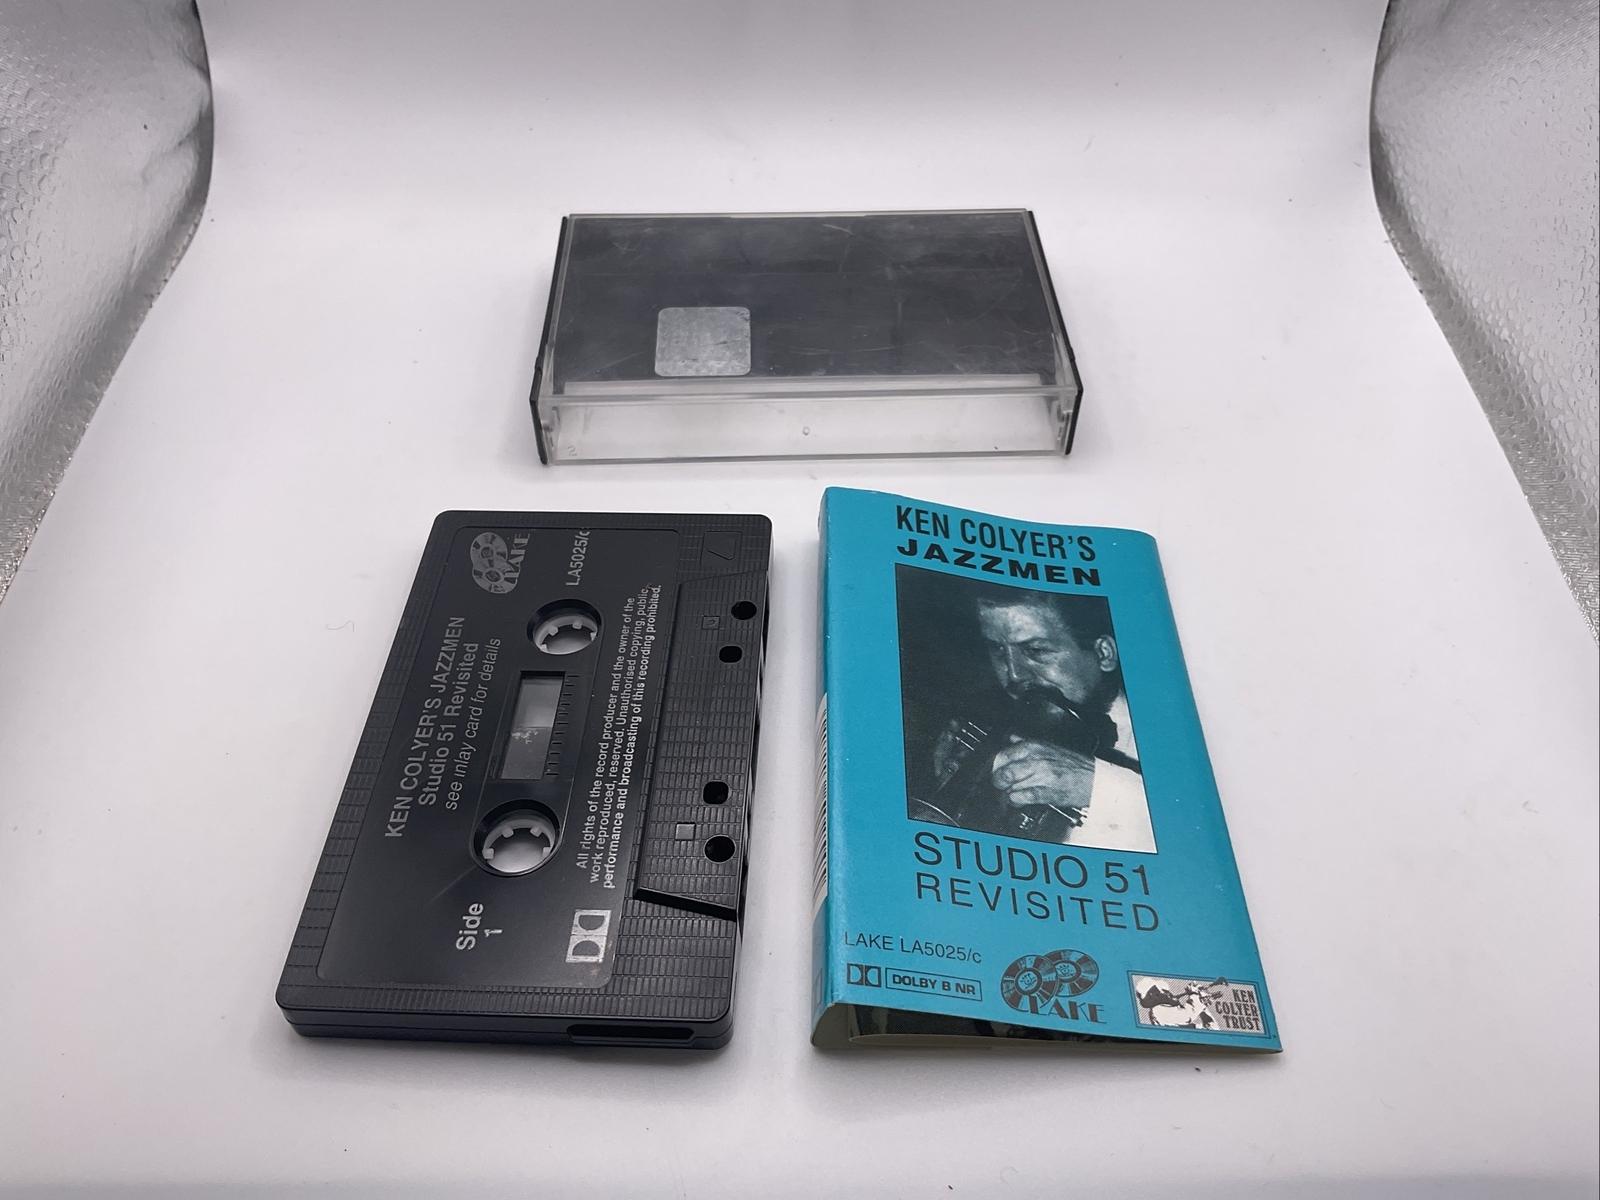 2
LAKE
LA5025/c
KEN COLYER'S JAZZMEN
Studio 51 Revisited
see inlay card for details
All rights of the record producer and the owner of the
work reproduced, reserved. Unauthorised copying, public
performance and broadcasting of this recording prohibited.
Side
1
KEN COLYER'S
JAZZMEN
STUDIO 51
REVISITED
LAKE LA5025/c
DOLBY B NR
LAKE
KEN
COLYER
TRUST